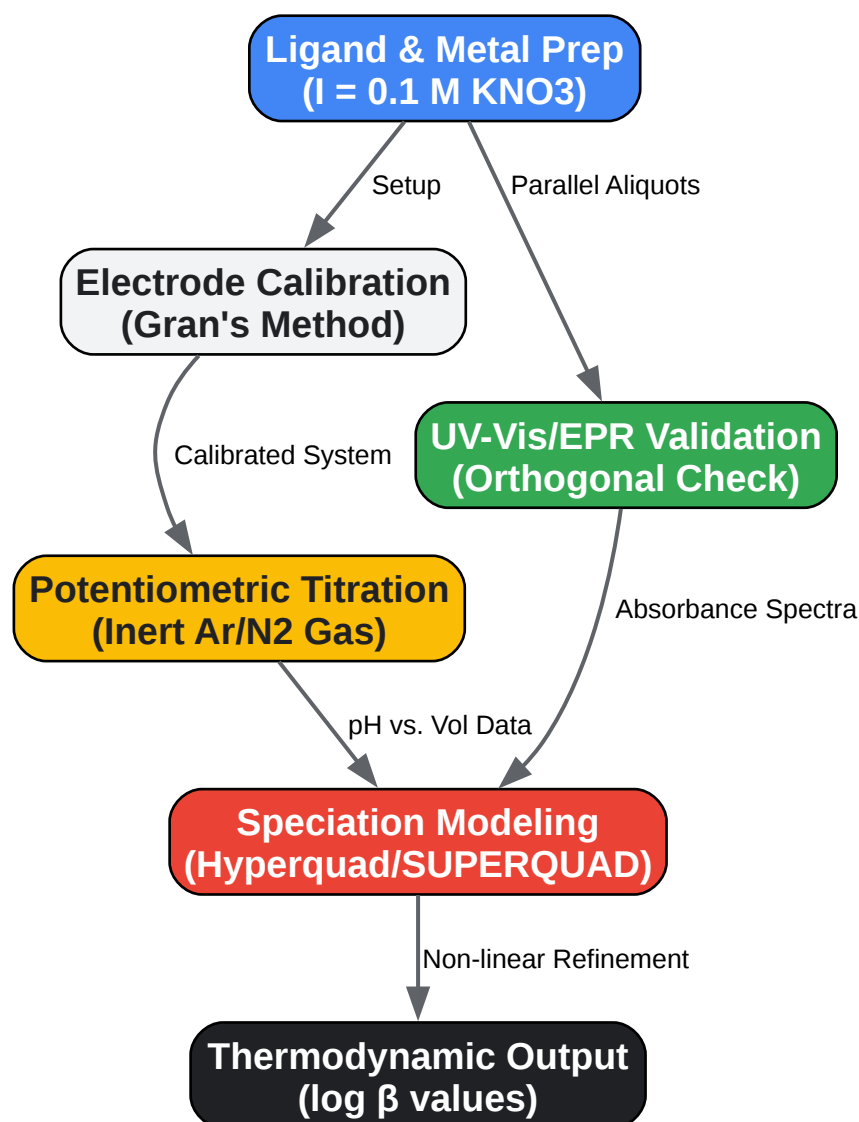 Ligand & Metal Prep
(I = 0.1 M KNO3)
Setup
Parallel Aliquots
Electrode Calibration
(Gran's Method)
Calibrated System
UV-Vis/EPR Validation
(Orthogonal Check)
Potentiometric Titration
(Inert Ar/N2 Gas)
Absorbance Spectra
pH vs. Vol Data
Speciation Modeling
(Hyperquad/SUPERQUAD)
Non-linear Refinement
Thermodynamic Output
(log β values)